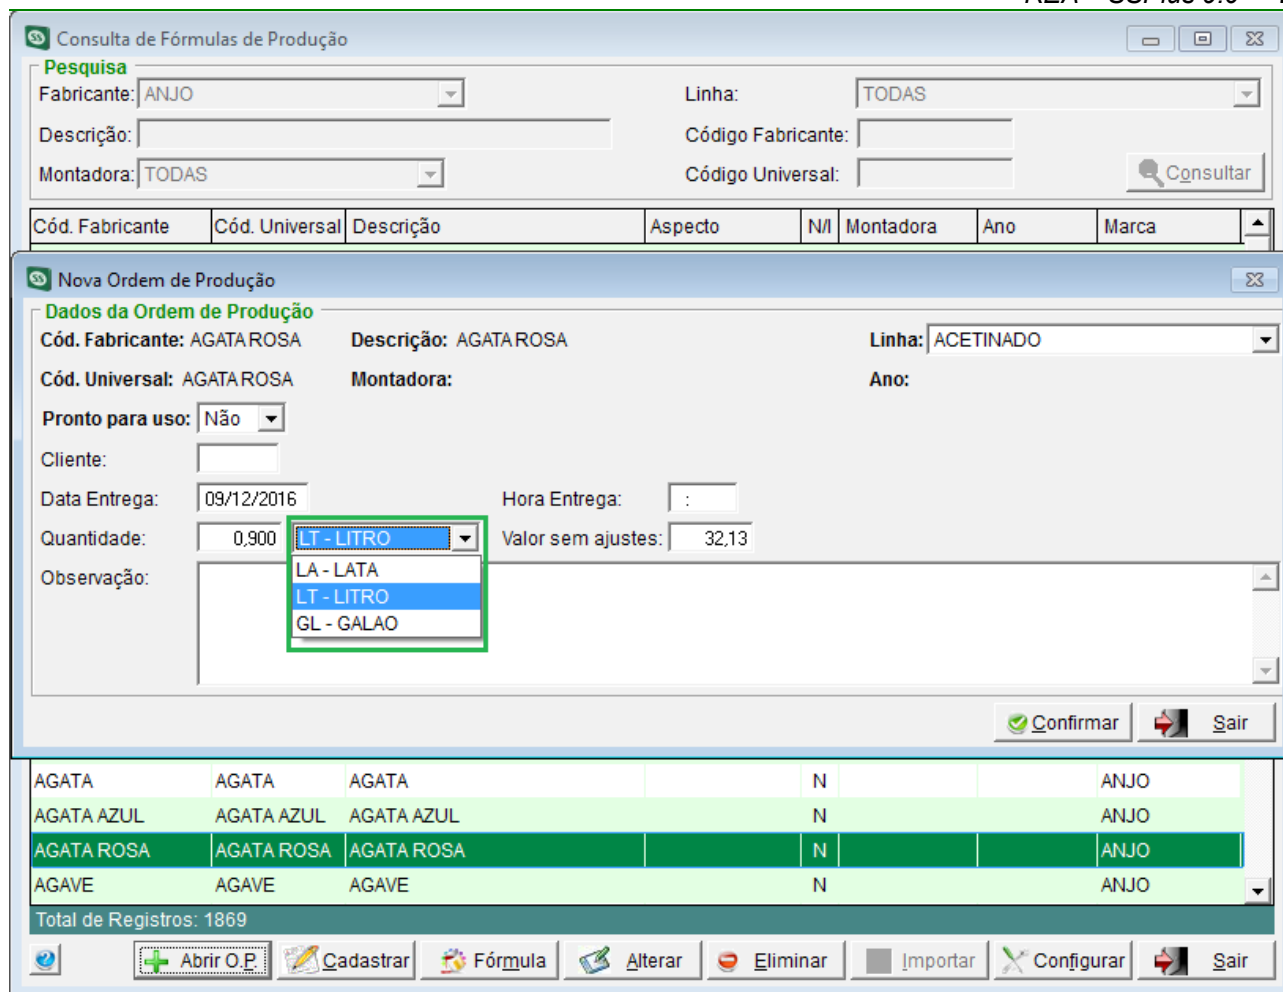 Consulta de Fórmulas de Produção
Pesquisa
Fabricante: ANJO Linha: TODAS
Descrição: Código Fabricante:
Montadora: TODAS Código Universal: Consultar
Cód. Fabricante Cód. Universal Descrição Aspecto N/I Montadora Ano Marca
Nova Ordem de Produção
Dados da Ordem de Produção
Cód. Fabricante: AGATA ROSA Descrição: AGATA ROSA Linha: ACETINADO
Cód. Universal: AGATA ROSA Montadora: Ano:
Pronto para uso: Não
Cliente:
Data Entrega: 09/12/2016 Hora Entrega: :
Quantidade: 0,900 LT - LITRO Valor sem ajustes: 32,13
Observação: LA - LATA
LT - LITRO
GL - GALAO
Confirmar Sair
AGATA AGATA AGATA N ANJO
AGATA AZUL AGATA AZUL AGATA AZUL N ANJO
AGATA ROSA AGATA ROSA AGATA ROSA N ANJO
AGAVE AGAVE AGAVE N ANJO
Total de Registros: 1869
Abrir O.P. Cadastrar Fórmula Alterar Eliminar Importar Configurar Sair